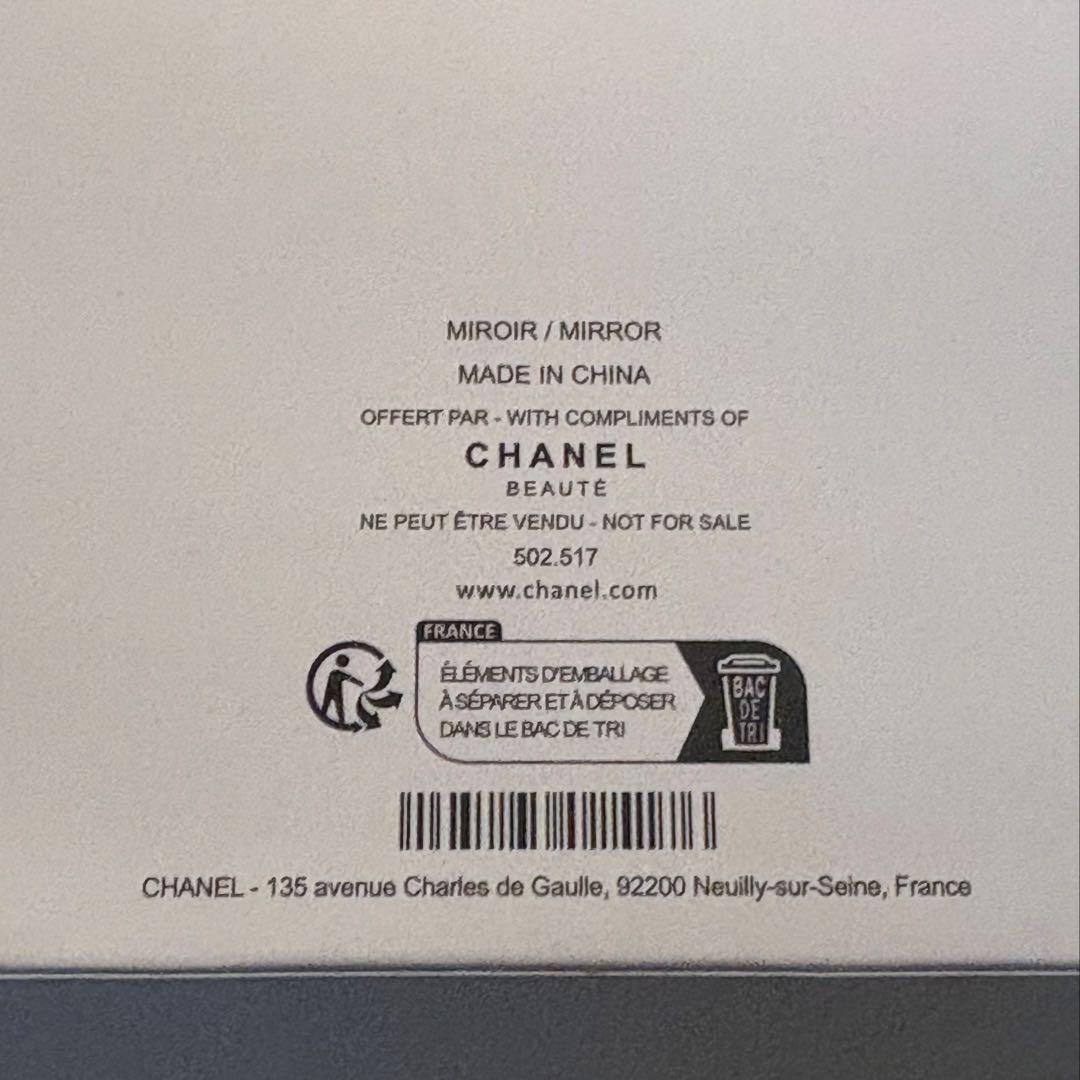 MIROIR / MIRROR
MADE IN CHINA
OFFERT PAR - WITH COMPLIMENTS OF
CHANEL
BEAUTÉ
NE PEUT ÊTRE VENDU - NOT FOR SALE
502.517
www.chanel.com
FRANCE
ÉLÉMENTS D'EMBALLAGE
À SÉPARER ET À DÉPOSER
DANS LE BAC DE TRI
BAC
DE
TRI
CHANEL - 135 avenue Charles de Gaulle, 92200 Neuilly-sur-Seine, France